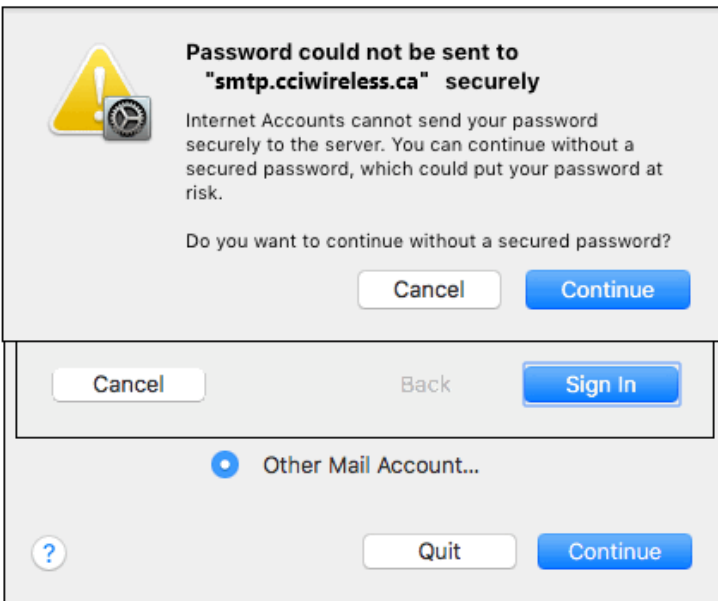 Password could not be sent to
"smtp.cciwireless.ca" securely
Internet Accounts cannot send your password
securely to the server. You can continue without a
secured password, which could put your password at
risk.
Do you want to continue without a secured password?
Cancel Continue
Cancel Back Sign In
Other Mail Account...
? Quit Continue